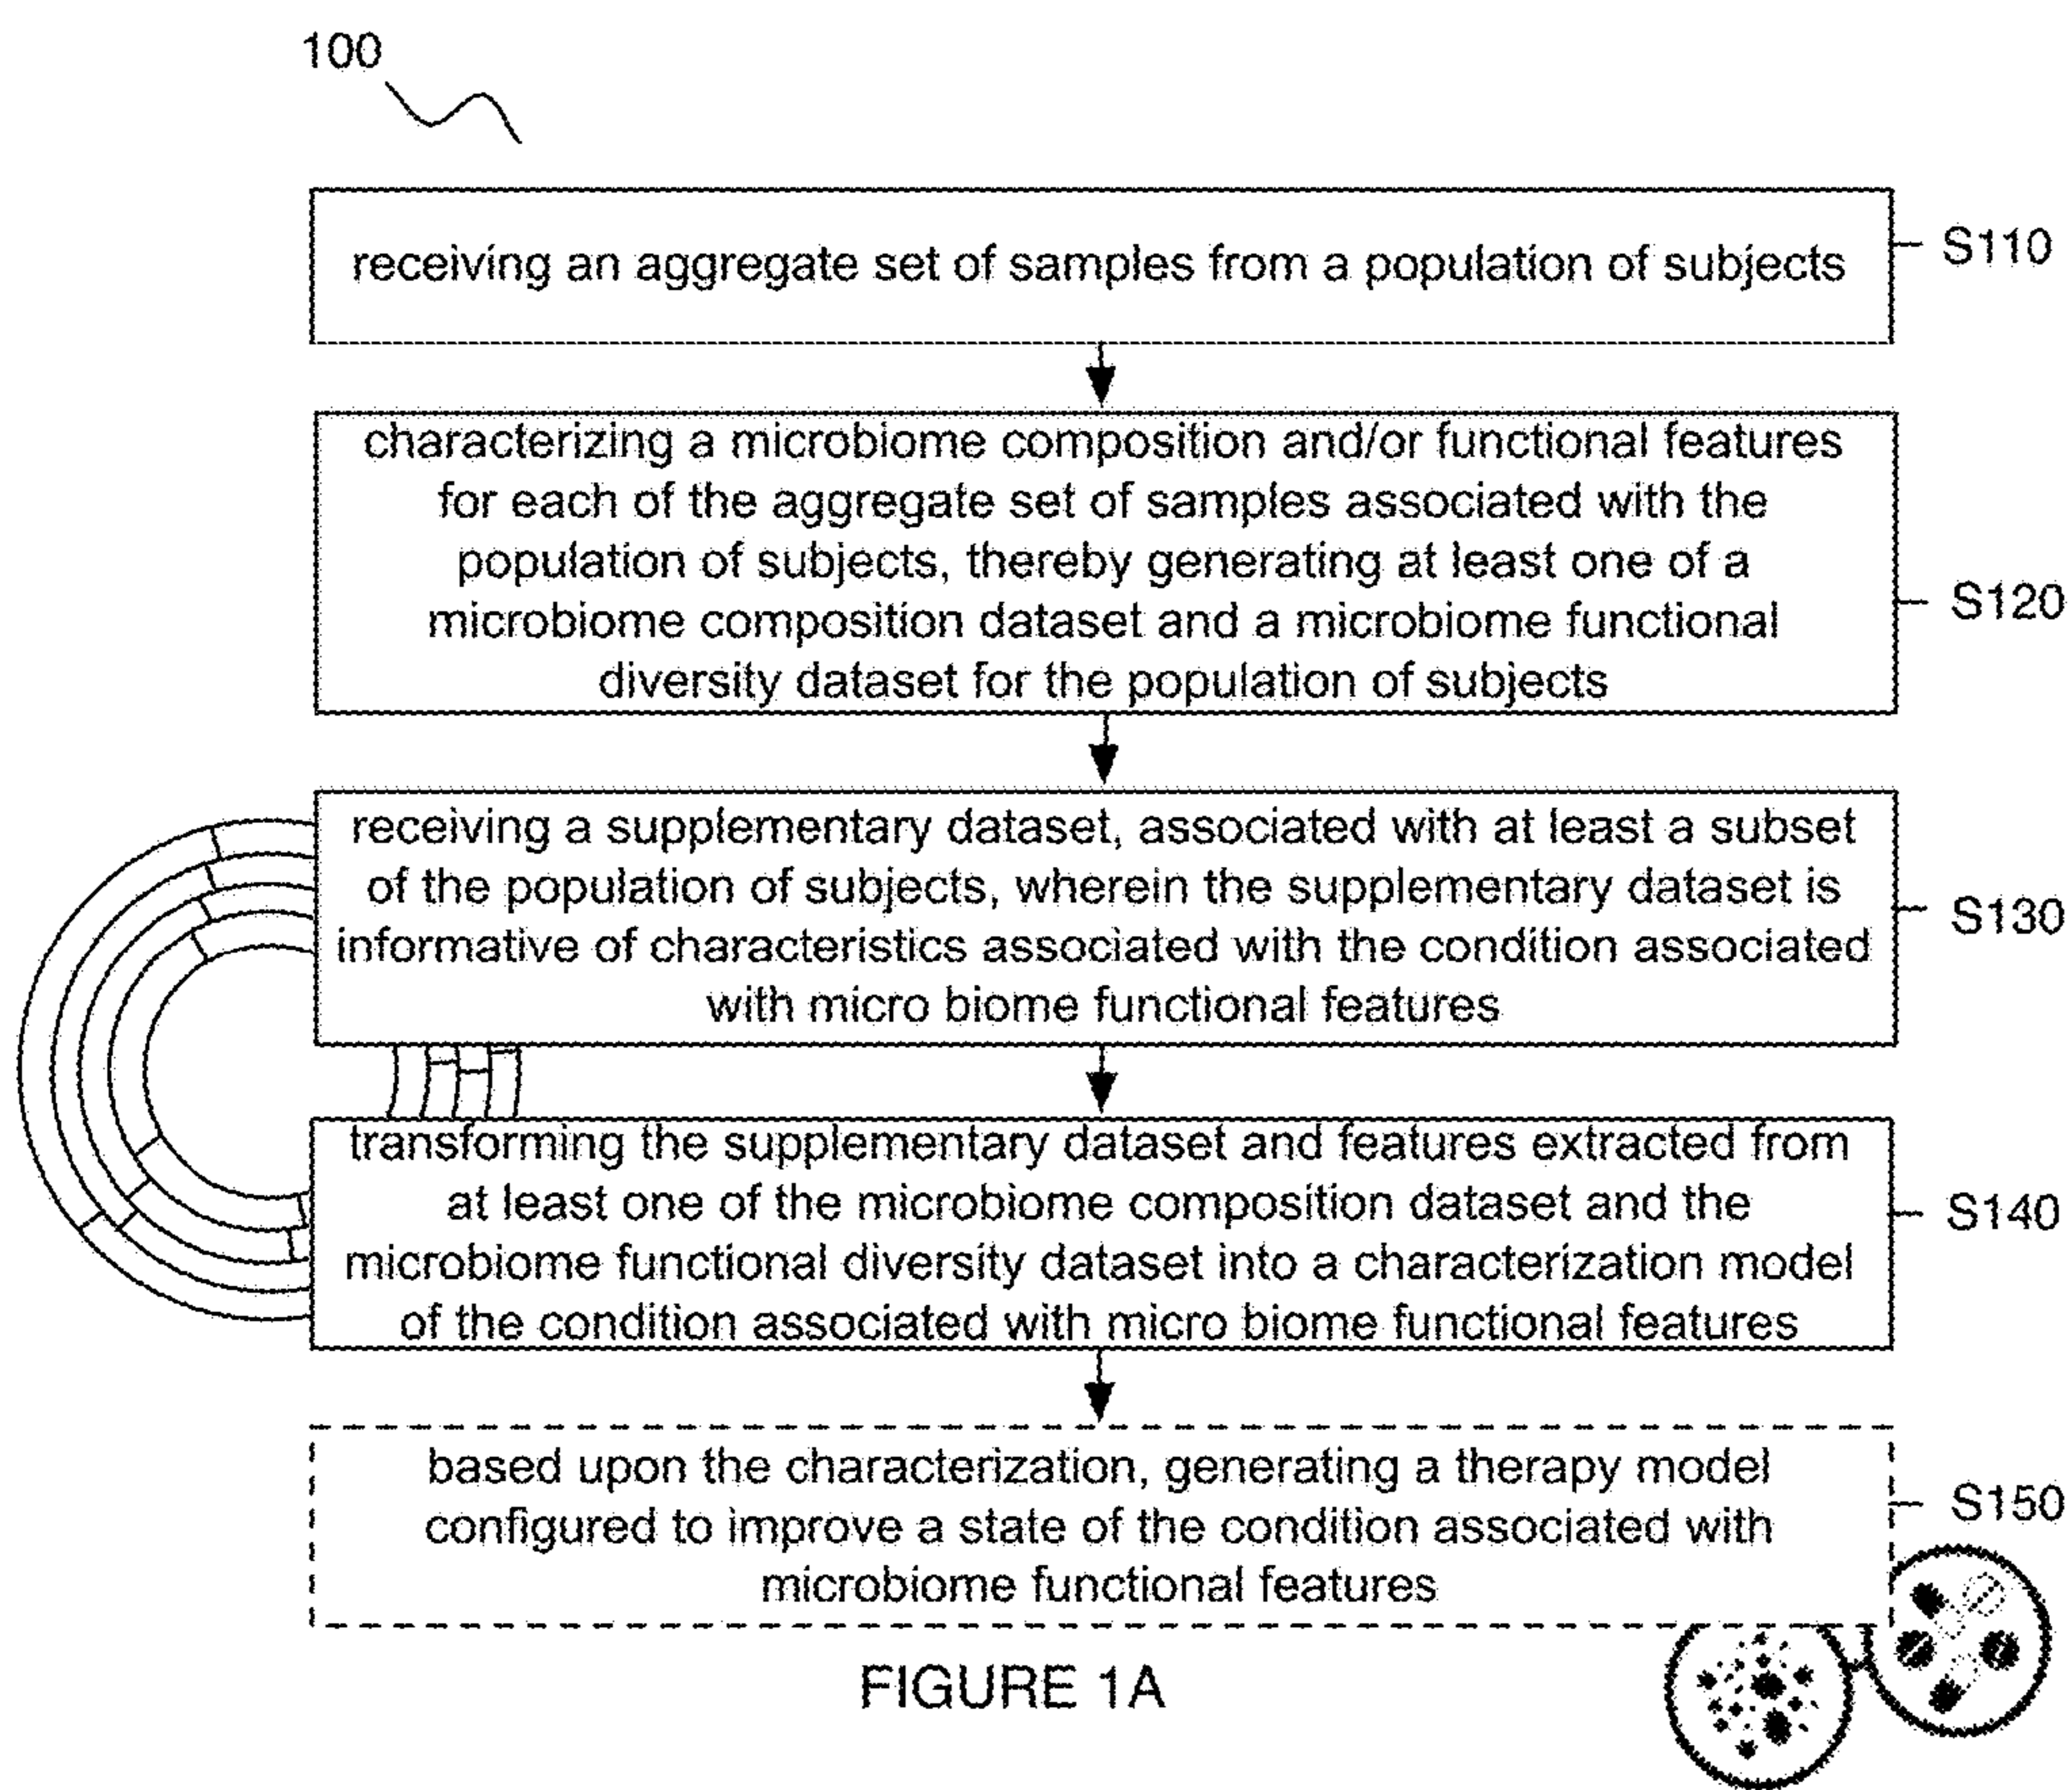 100
receiving an aggregate set of samples from a population of subjects
S110
characterizing a microbiome composition and/or functional features
for each of the aggregate set of samples associated with the
population of subjects, thereby generating at least one of a
microbiome composition dataset and a microbiome functional
diversity dataset for the population of subjects
S120
receiving a supplementary dataset, associated with at least a subset
of the population of subjects, wherein the supplementary dataset is
informative of characteristics associated with the condition associated
with micro biome functional features
S130
transforming the supplementary dataset and features extracted from
at least one of the microbiome composition dataset and the
microbiome functional diversity dataset into a characterization model
of the condition associated with micro biome functional features
S140
based upon the characterization, generating a therapy model
configured to improve a state of the condition associated with
microbiome functional features
S150
FIGURE 1A